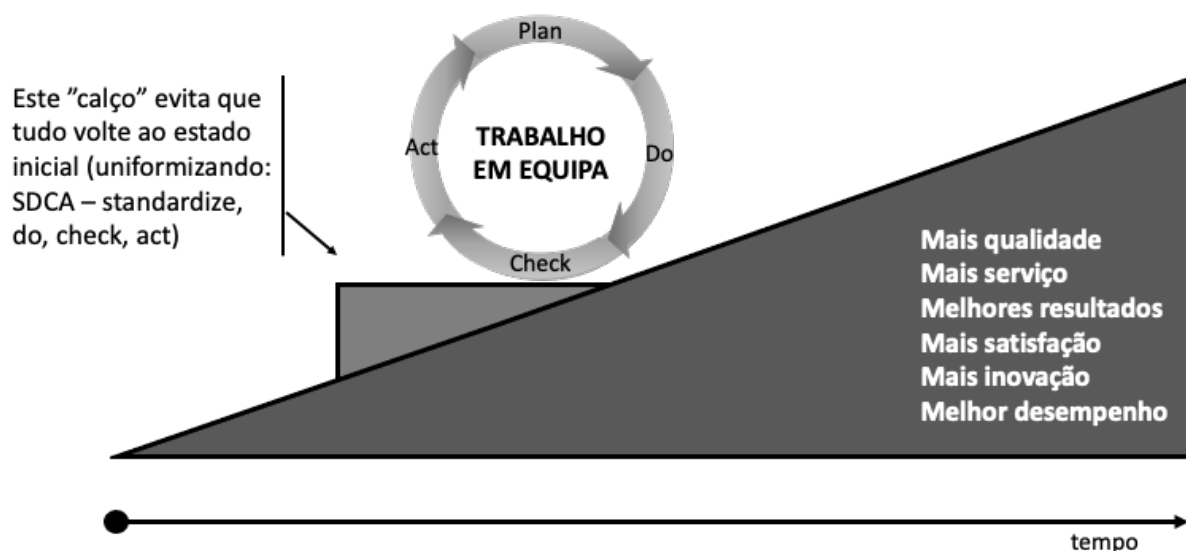 Este ”calço” evita que
tudo volte ao estado
inicial (uniformizando:
SDCA – standardize,
do, check, act)
Plan
Act
TRABALHO
EM EQUIPA
Do
Check
Mais qualidade
Mais serviço
Melhores resultados
Mais satisfação
Mais inovação
Melhor desempenho
tempo